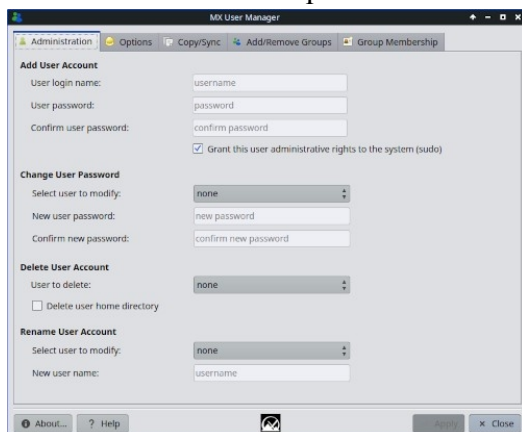 MX User Manager
Administration Options Copy/Sync Add/Remove Groups Group Membership
Add User Account
User login name: username
User password: password
Confirm user password: confirm password
Grant this user administrative rights to the system (sudo)
Change User Password
Select user to modify: none
New user password: new password
Confirm new password: confirm new password
Delete User Account
User to delete: none
Delete user home directory
Rename User Account
Select user to modify: none
New user name: username
About... ? Help Apply × Close